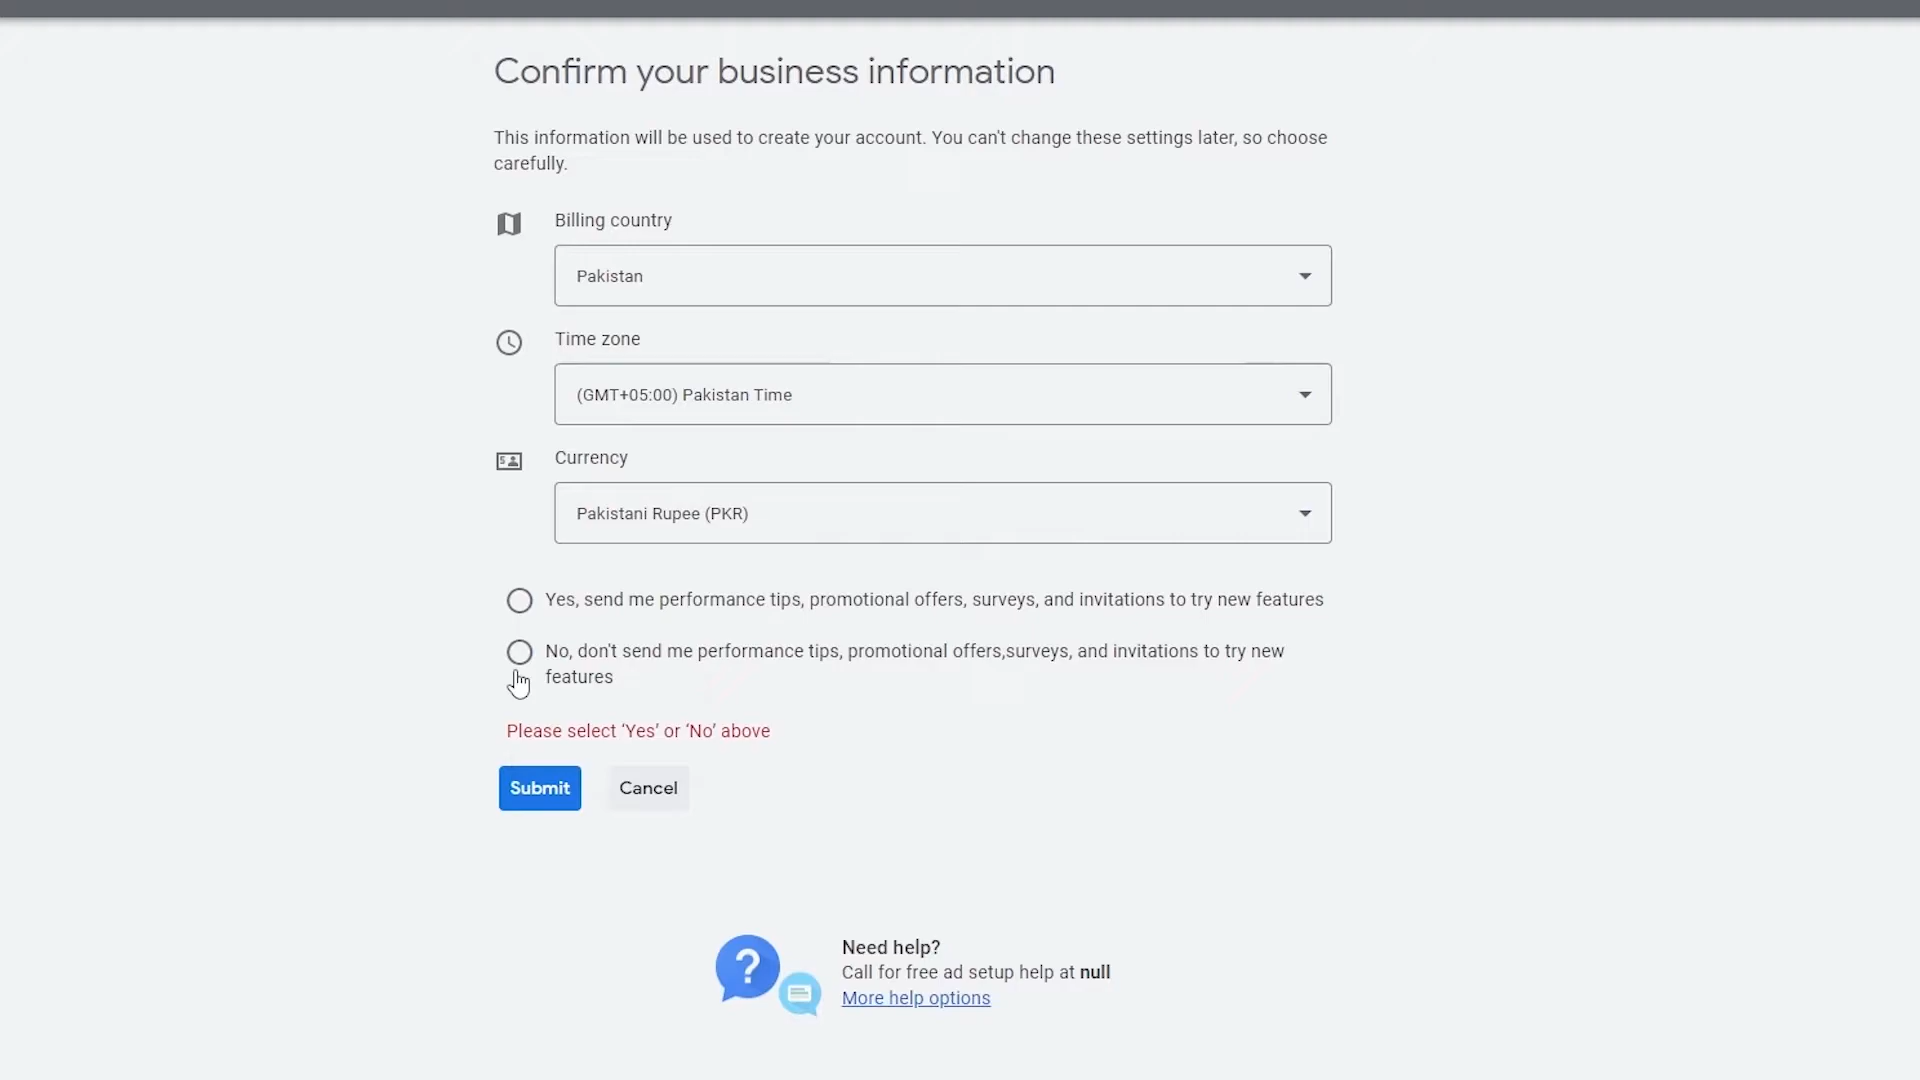 Confirm your business information
This information will be used to create your account. You can't change these settings later, so choose
carefully.
Billing country
Pakistan
Time zone
(GMT+05:00) Pakistan Time
Currency
Pakistani Rupee (PKR)
Yes, send me performance tips, promotional offers, surveys, and invitations to try new features
No, don't send me performance tips, promotional offers,surveys, and invitations to try new
features
Please select ‘Yes’ or ‘No’ above
Submit
Cancel
Need help?
Call for free ad setup help at null
More help options